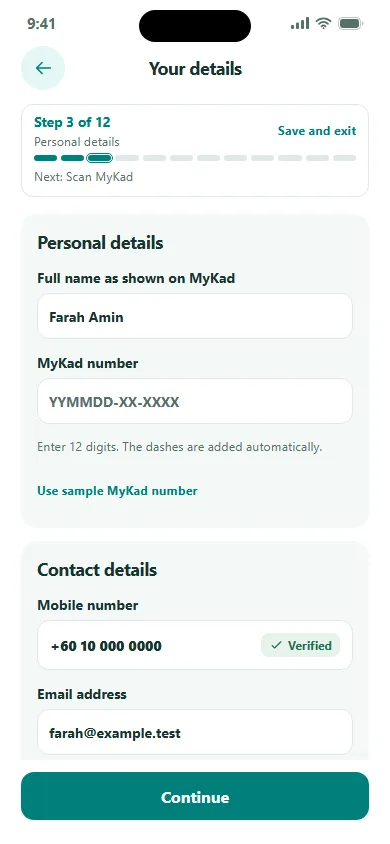 9:41
Your details
Step 3 of 12
Save and exit
Personal details
Next: Scan MyKad
Personal details
Full name as shown on MyKad
Farah Amin
MyKad number
YYMMDD-XX-XXXX
Enter 12 digits. The dashes are added automatically.
Use sample MyKad number
Contact details
Mobile number
+60 10 000 0000
Verified
Email address
farah@example.test
Continue